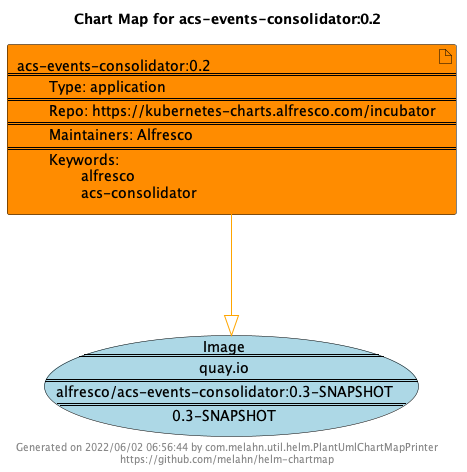 Chart Map for acs-events-consolidator:0.2
acs-events-consolidator:0.2
Type: application
Repo: https://kubernetes-charts.alfresco.com/incubator
Maintainers: Alfresco
Keywords:
alfresco
acs-consolidator
Image
quay.io
alfresco/acs-events-consolidator:0.3-SNAPSHOT
0.3-SNAPSHOT
Generated on 2022/06/02 06:56:44 by com.melahn.util.helm.PlantUmlChartMapPrinter
https://github.com/melahn/helm-chartmap